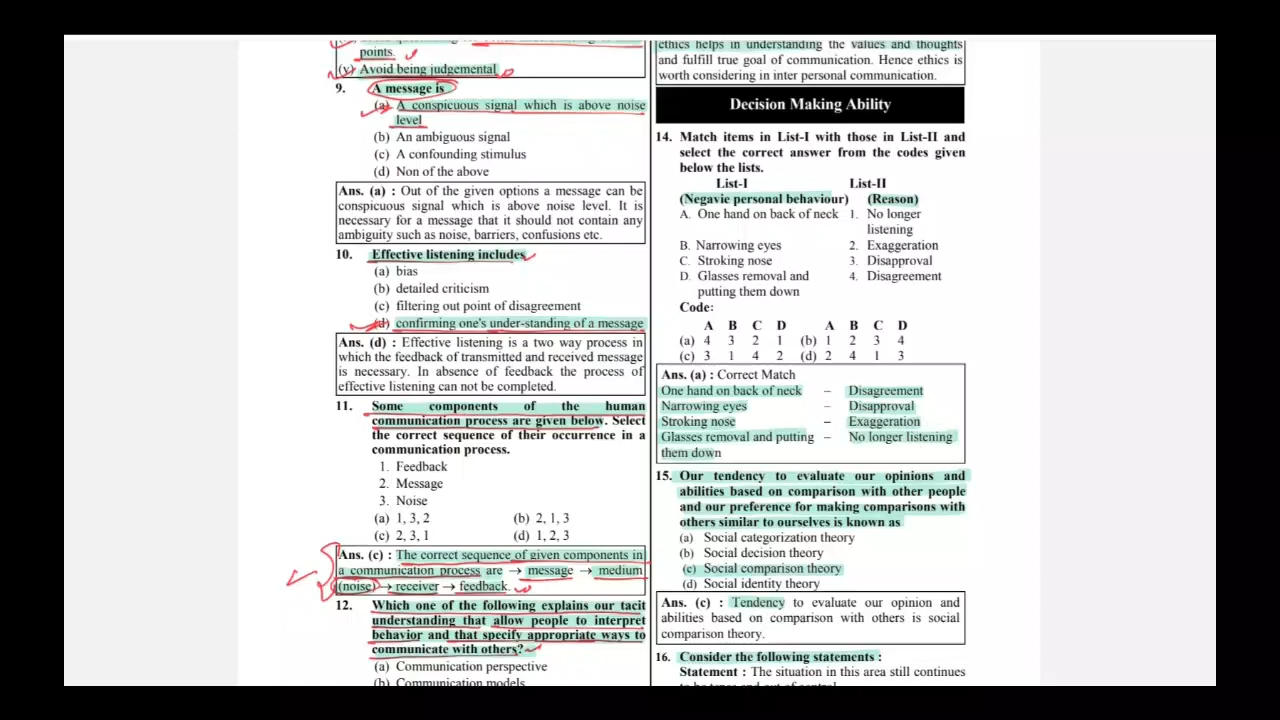 points.
(v) Avoid being judgemental
9. A message is
(a) A conspicuous signal which is above noise
level
(b) An ambiguous signal
(c) A confounding stimulus
(d) Non of the above
Ans. (a) : Out of the given options a message can be
conspicuous signal which is above noise level. It is
necessary for a message that it should not contain any
ambiguity such as noise, barriers, confusions etc.
10. Effective listening includes
(a) bias
(b) detailed criticism
(c) filtering out point of disagreement
(d) confirming one's under-standing of a message
Ans. (d) : Effective listening is a two way process in
which the feedback of transmitted and received message
is necessary. In absence of feedback the process of
effective listening can not be completed.
11. Some components of the human
communication process are given below. Select
the correct sequence of their occurrence in a
communication process.
1. Feedback
2. Message
3. Noise
(a) 1, 3, 2 (b) 2, 1, 3
(c) 2, 3, 1 (d) 1, 2, 3
Ans. (c) : The correct sequence of given components in
a communication process are → message → medium
(noise) → receiver → feedback.
12. Which one of the following explains our tacit
understanding that allow people to interpret
behavior and that specify appropriate ways to
communicate with others?
(a) Communication perspective
(b) Communication models
ethics helps in understanding the values and thoughts
and fulfill true goal of communication. Hence ethics is
worth considering in inter personal communication.
Decision Making Ability
14. Match items in List-I with those in List-II and
select the correct answer from the codes given
below the lists.
List-I List-II
(Negavie personal behaviour) (Reason)
A. One hand on back of neck 1. No longer
listening
B. Narrowing eyes 2. Exaggeration
C. Stroking nose 3. Disapproval
D. Glasses removal and 4. Disagreement
putting them down
Code:
A B C D A B C D
(a) 4 3 2 1 (b) 1 2 3 4
(c) 3 1 4 2 (d) 2 4 1 3
Ans. (a) : Correct Match
One hand on back of neck – Disagreement
Narrowing eyes – Disapproval
Stroking nose – Exaggeration
Glasses removal and putting – No longer listening
them down
15. Our tendency to evaluate our opinions and
abilities based on comparison with other people
and our preference for making comparisons with
others similar to ourselves is known as
(a) Social categorization theory
(b) Social decision theory
(c) Social comparison theory
(d) Social identity theory
Ans. (c) : Tendency to evaluate our opinion and
abilities based on comparison with others is social
comparison theory.
16. Consider the following statements :
Statement : The situation in this area still continues